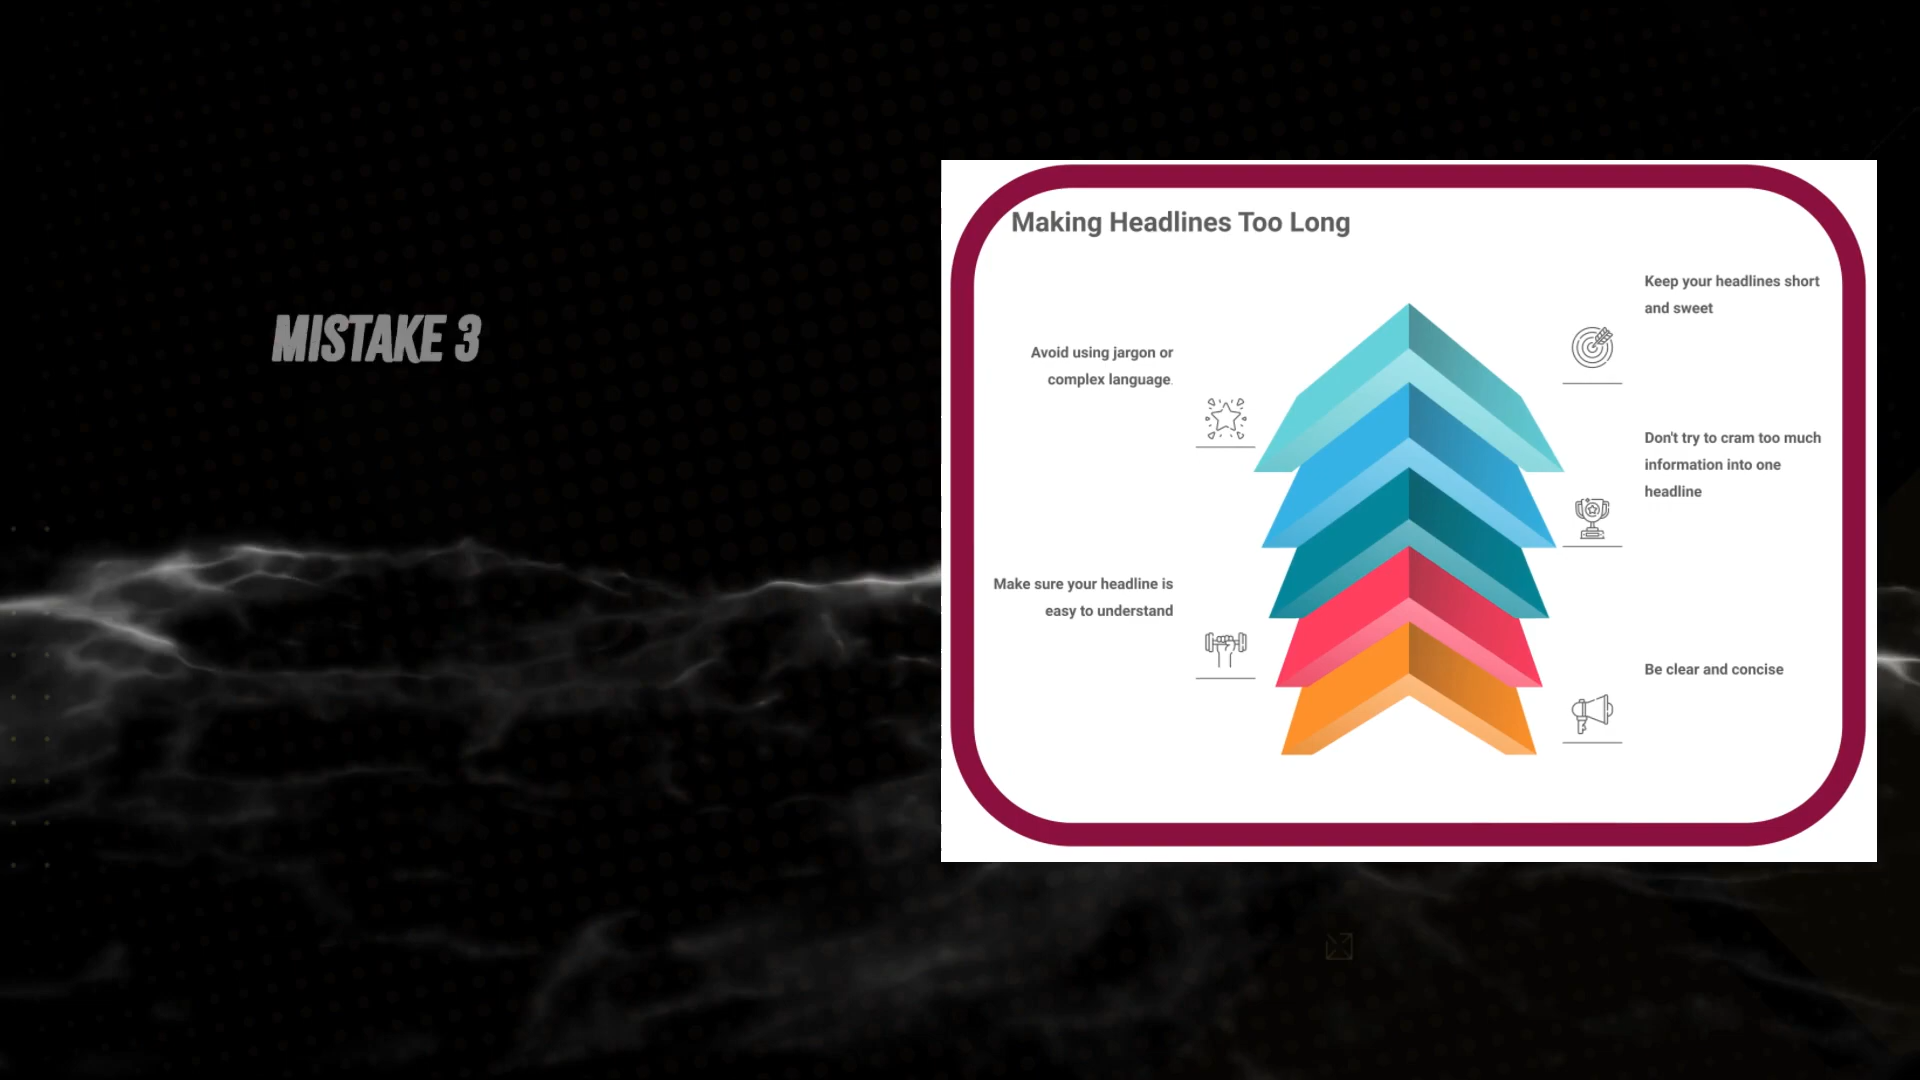 MISTAKE 3
Making Headlines Too Long
Keep your headlines short
and sweet
Avoid using jargon or
complex language.
Don't try to cram too much
information into one
headline
Make sure your headline is
easy to understand
Be clear and concise